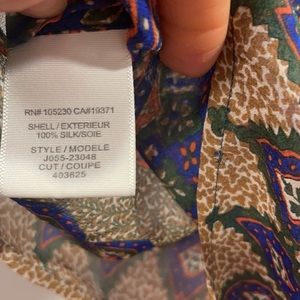 RN# 105230 CA#19371
SHELL / EXTERIEUR
100% SILK/SOIE
STYLE / MODELE
J055-23048
CUT / COUPE
403625